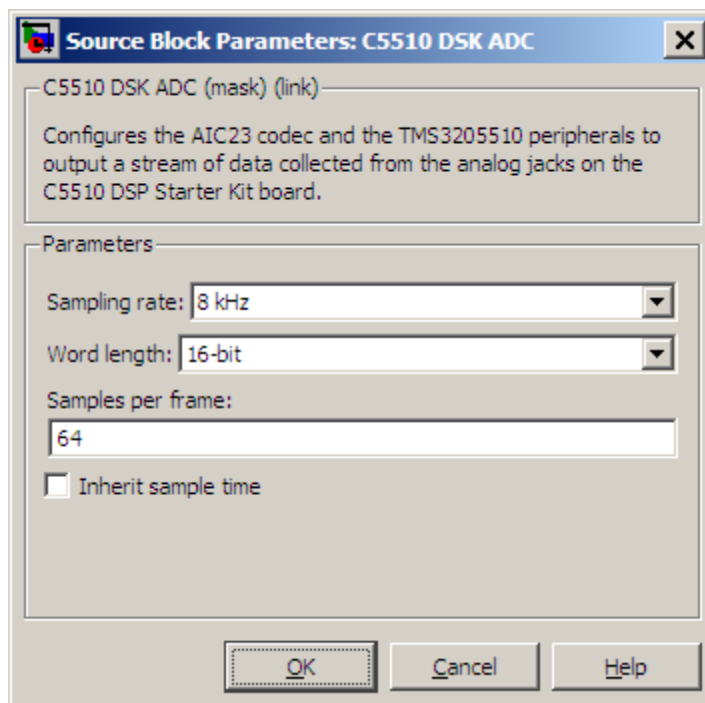 Source Block Parameters: C5510 DSK ADC
C5510 DSK ADC (mask) (link)
Configures the AIC23 codec and the TMS3205510 peripherals to
output a stream of data collected from the analog jacks on the
C5510 DSP Starter Kit board.
Parameters
Sampling rate: 8 kHz
Word length: 16-bit
Samples per frame:
64
Inherit sample time
OK Cancel Help